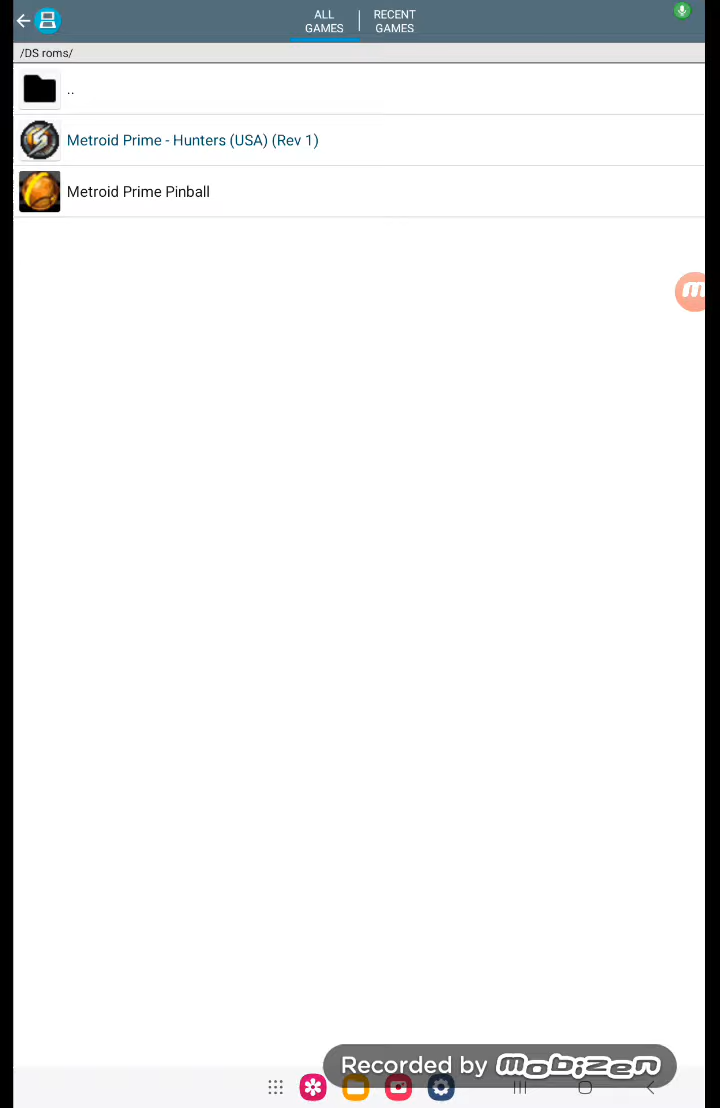 ALL
GAMES
RECENT
GAMES
/DS roms/
..
Metroid Prime - Hunters (USA) (Rev 1)
Metroid Prime Pinball
m
Recorded by mobizen